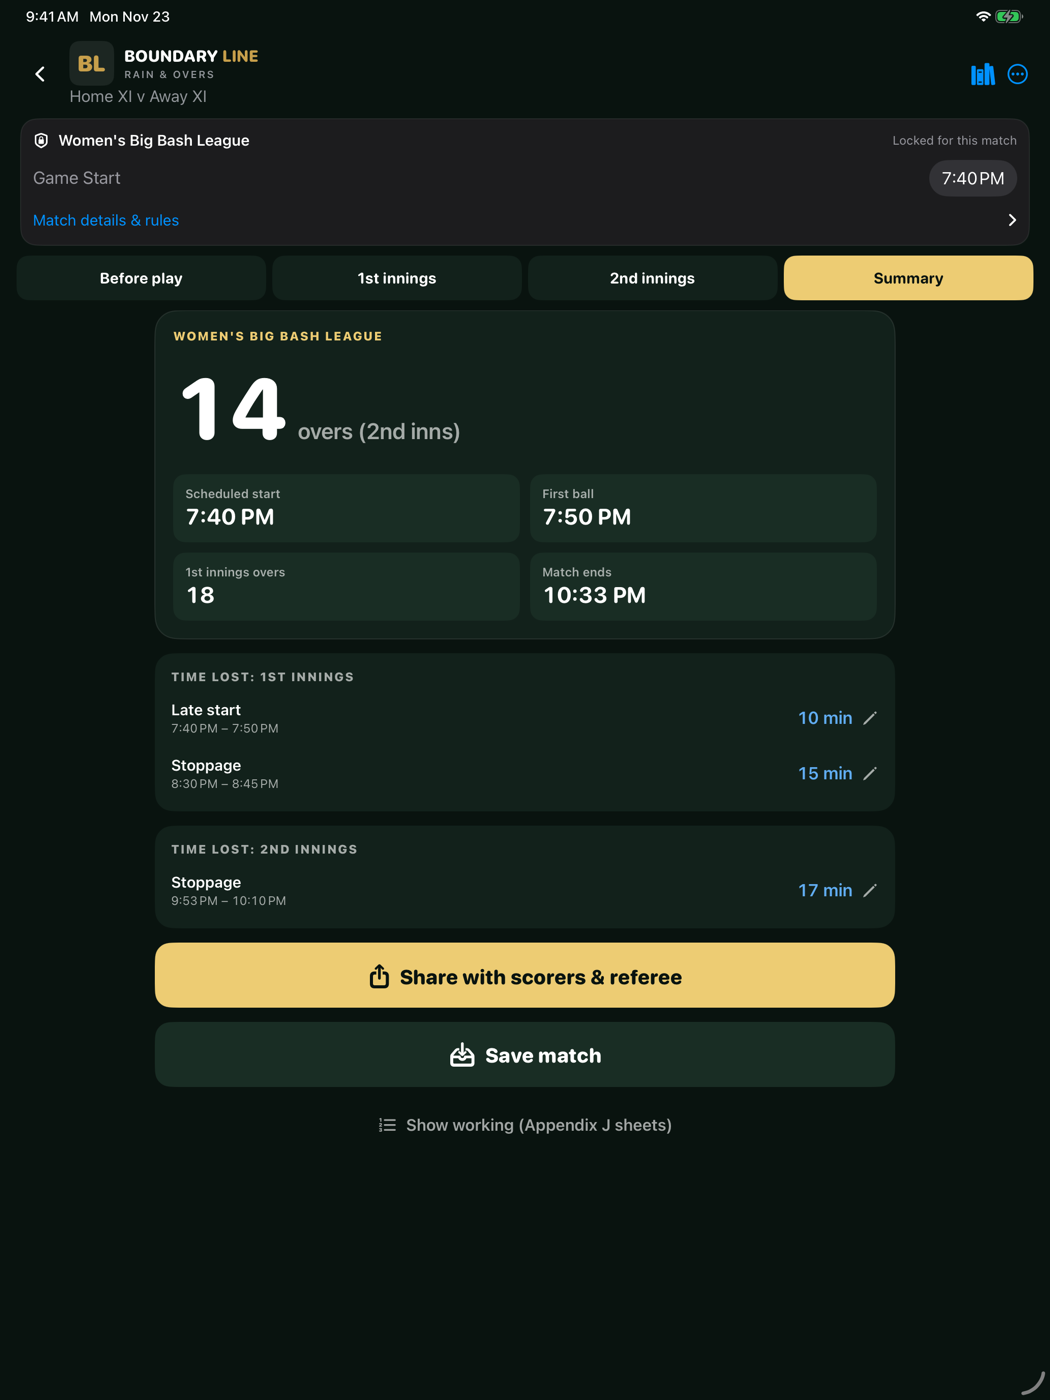 9:41 AM Mon Nov 23
BL
BOUNDARY LINE
RAIN & OVERS
Home XI v Away XI
Women's Big Bash League
Locked for this match
Game Start
7:40 PM
Match details & rules
Before play
1st innings
2nd innings
Summary
WOMEN'S BIG BASH LEAGUE
14 overs (2nd inns)
Scheduled start
7:40 PM
First ball
7:50 PM
1st innings overs
18
Match ends
10:33 PM
TIME LOST: 1ST INNINGS
Late start
7:40 PM – 7:50 PM
10 min
Stoppage
8:30 PM – 8:45 PM
15 min
TIME LOST: 2ND INNINGS
Stoppage
9:53 PM – 10:10 PM
17 min
Share with scorers & referee
Save match
Show working (Appendix J sheets)